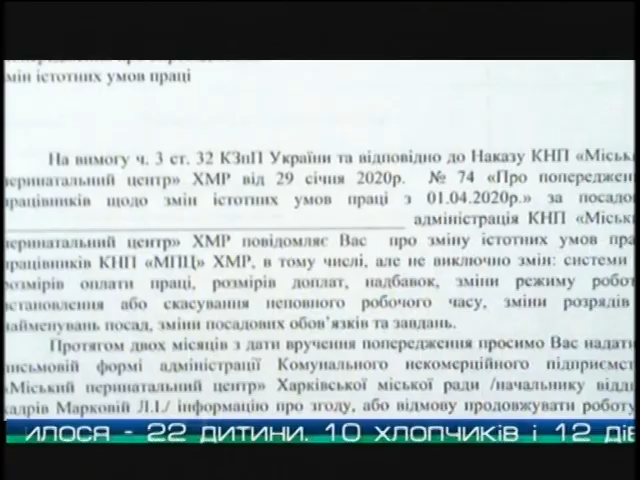 змін істотних умов праці
На вимогу ч. 3 ст. 32 КЗпП України та відповідно до Наказу КНП «Міськ
перинатальний центр» ХМР від 29 січня 2020р. № 74 «Про попереджен
працівників щодо змін істотних умов праці з 01.04.2020р.» за посадо
адміністрація КНП «Міськ
перинатальний центр» ХМР повідомляє Вас про зміну істотних умов пра
працівників КНП «МПЦ» ХМР, в тому числі, але не виключно змін: системи
розмірів оплати праці, розмірів доплат, надбавок, зміни режиму робот
встановлення або скасування неповного робочого часу, зміни розрядів
найменувань посад, зміни посадових обов’язків та завдань.
Протягом двох місяців з дати вручення попередження просимо Вас надати
письмовій формі адміністрації Комунального некомерційного підприємст
«Міський перинатальний центр» Харківської міської ради /начальнику відді
кадрів Марковій Л.І./ інформацію про згоду, або відмову продовжувати роботу
илося - 22 дитини. 10 хлопчиків і 12 дів